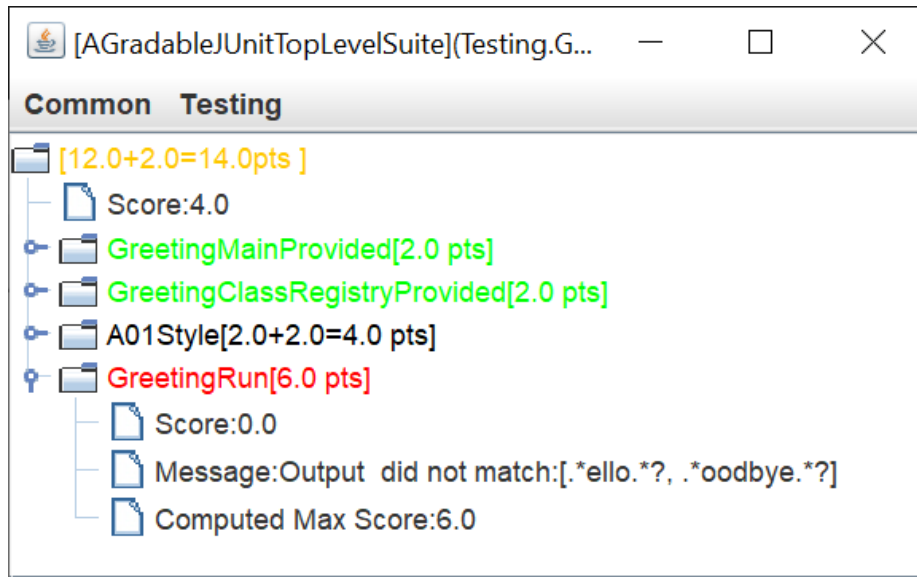 [AGradableJUnitTopLevelSuite](Testing.G...
Common Testing
[12.0+2.0=14.0pts ]
Score:4.0
GreetingMainProvided[2.0 pts]
GreetingClassRegistryProvided[2.0 pts]
A01Style[2.0+2.0=4.0 pts]
GreetingRun[6.0 pts]
Score:0.0
Message:Output  did not match:[.*ello.*?, .*oodbye.*?]
Computed Max Score:6.0